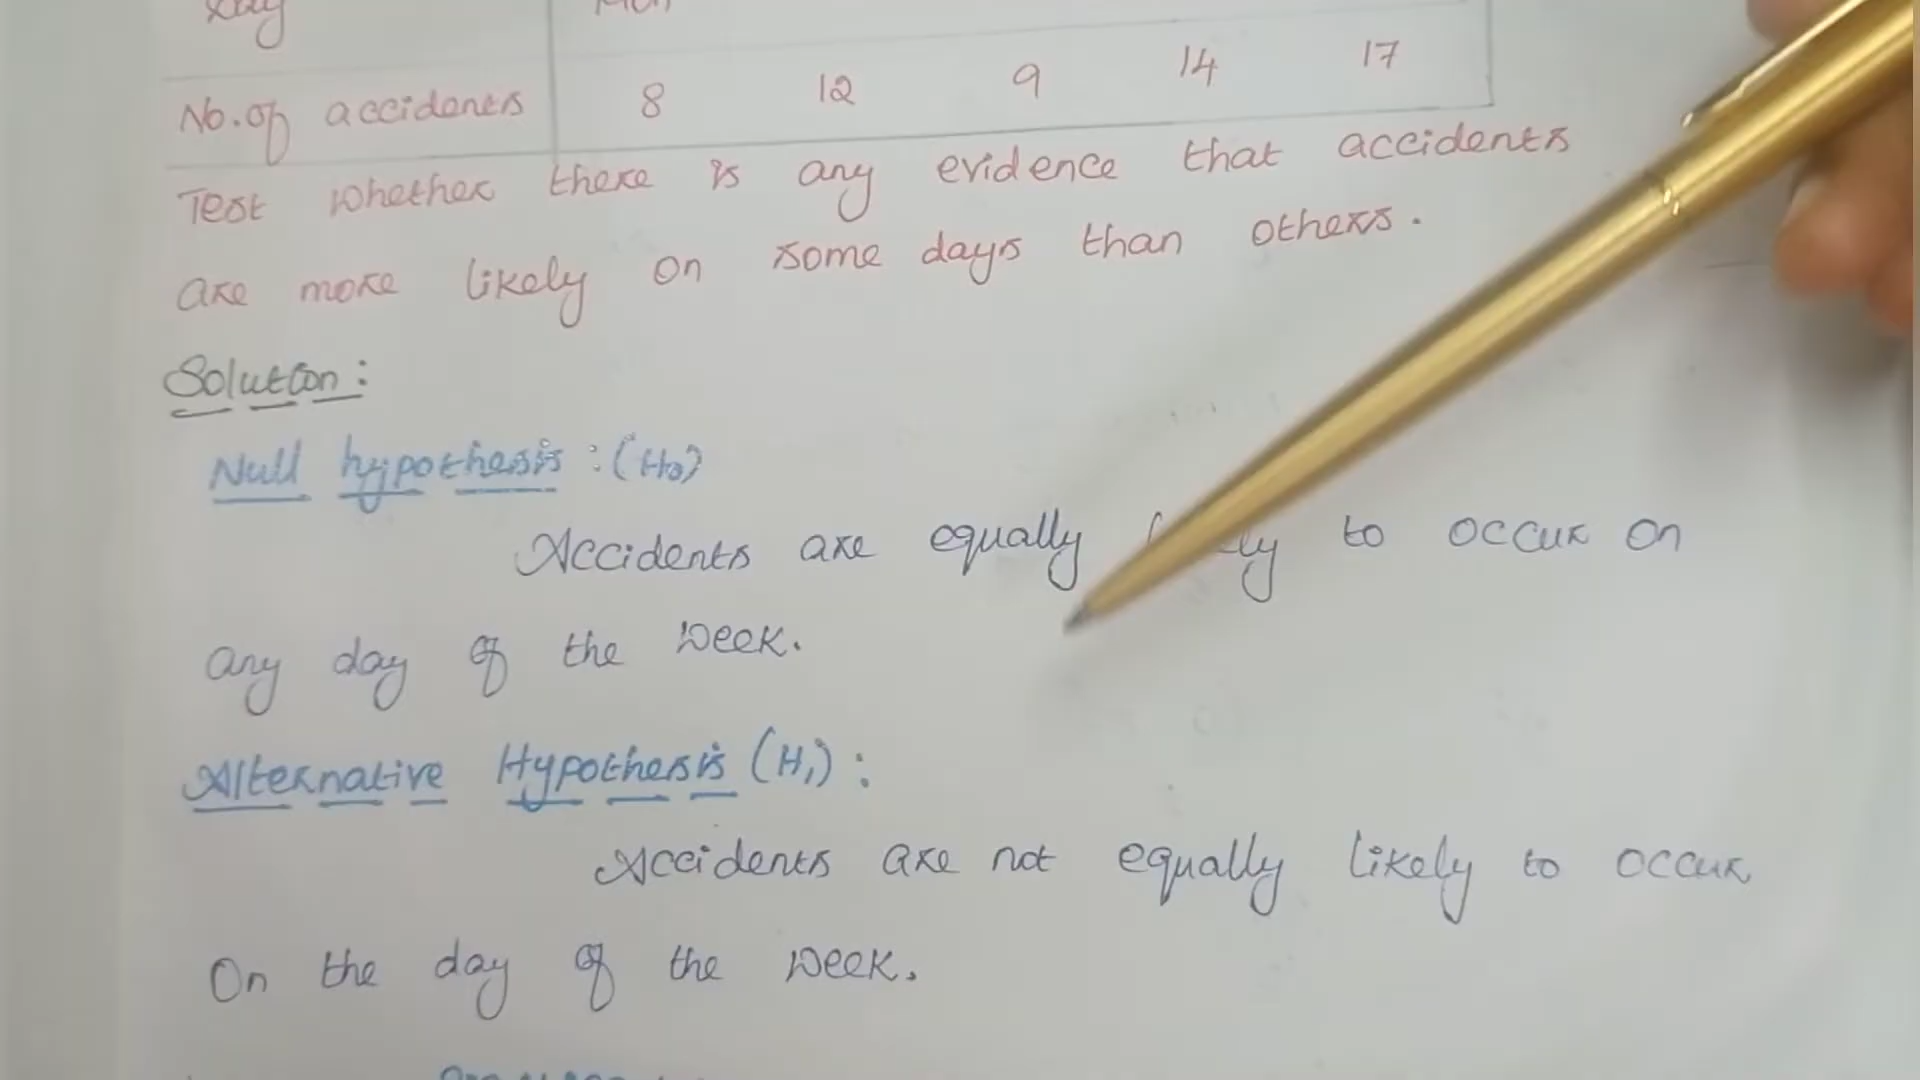 Day Mon
No. of accidents 8 12 9 14 17
Test whether there is any evidence that accidents
are more likely on some days than others.
Solution:
Null hypothesis : (H0)
Accidents are equally to occur on
any day of the week.
Alternative Hypothesis (H1) :
Accidents are not equally likely to occur
On the day of the week.